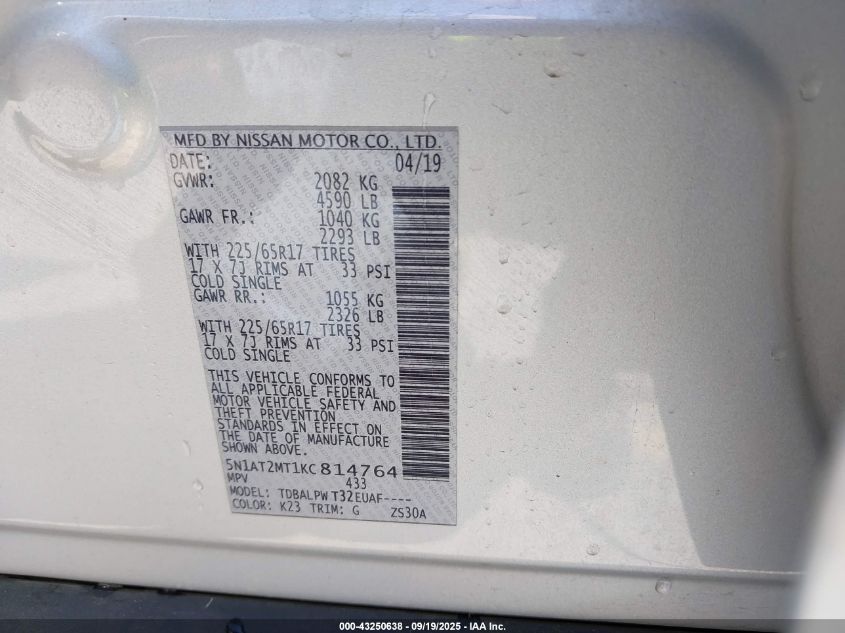 MFD BY NISSAN MOTOR CO., LTD.
DATE: 04/19
GVWR: 2082 KG
4590 LB
GAWR FR.: 1040 KG
2293 LB
WITH 225/65R17 TIRES
17 X 7J RIMS AT 33 PSI
COLD SINGLE
GAWR RR.: 1055 KG
2326 LB
WITH 225/65R17 TIRES
17 X 7J RIMS AT 33 PSI
COLD SINGLE
THIS VEHICLE CONFORMS TO
ALL APPLICABLE FEDERAL
MOTOR VEHICLE SAFETY AND
THEFT PREVENTION
STANDARDS IN EFFECT ON
THE DATE OF MANUFACTURE
SHOWN ABOVE.
5N1AT2MT1KC814764
MPV 433
MODEL: TDBALPW T32EUAF----
COLOR: K23 TRIM: G ZS30A
000-43250638 - 09/19/2025 - IAA Inc.